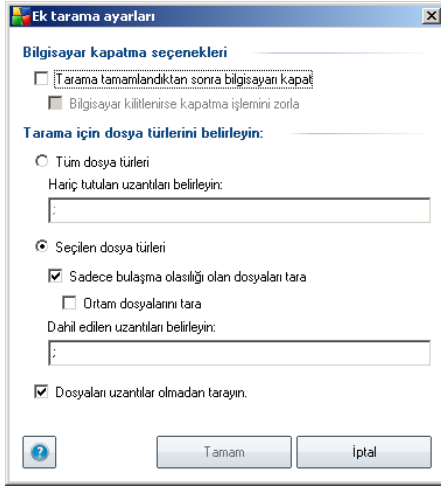 Ek tarama ayarları
Bilgisayar kapatma seçenekleri
Tarama tamamlandıktan sonra bilgisayarı kapat
Bilgisayar kilitlenirse kapatma işlemini zorla
Tarama için dosya türlerini belirleyin:
Tüm dosya türleri
Hariç tutulan uzantıları belirleyin:
;
Seçilen dosya türleri
Sadece bulaşma olasılığı olan dosyaları tara
Ortam dosyalarını tara
Dahil edilen uzantıları belirleyin:
;
Dosyaları uzantılar olmadan tarayın.
Tamam İptal